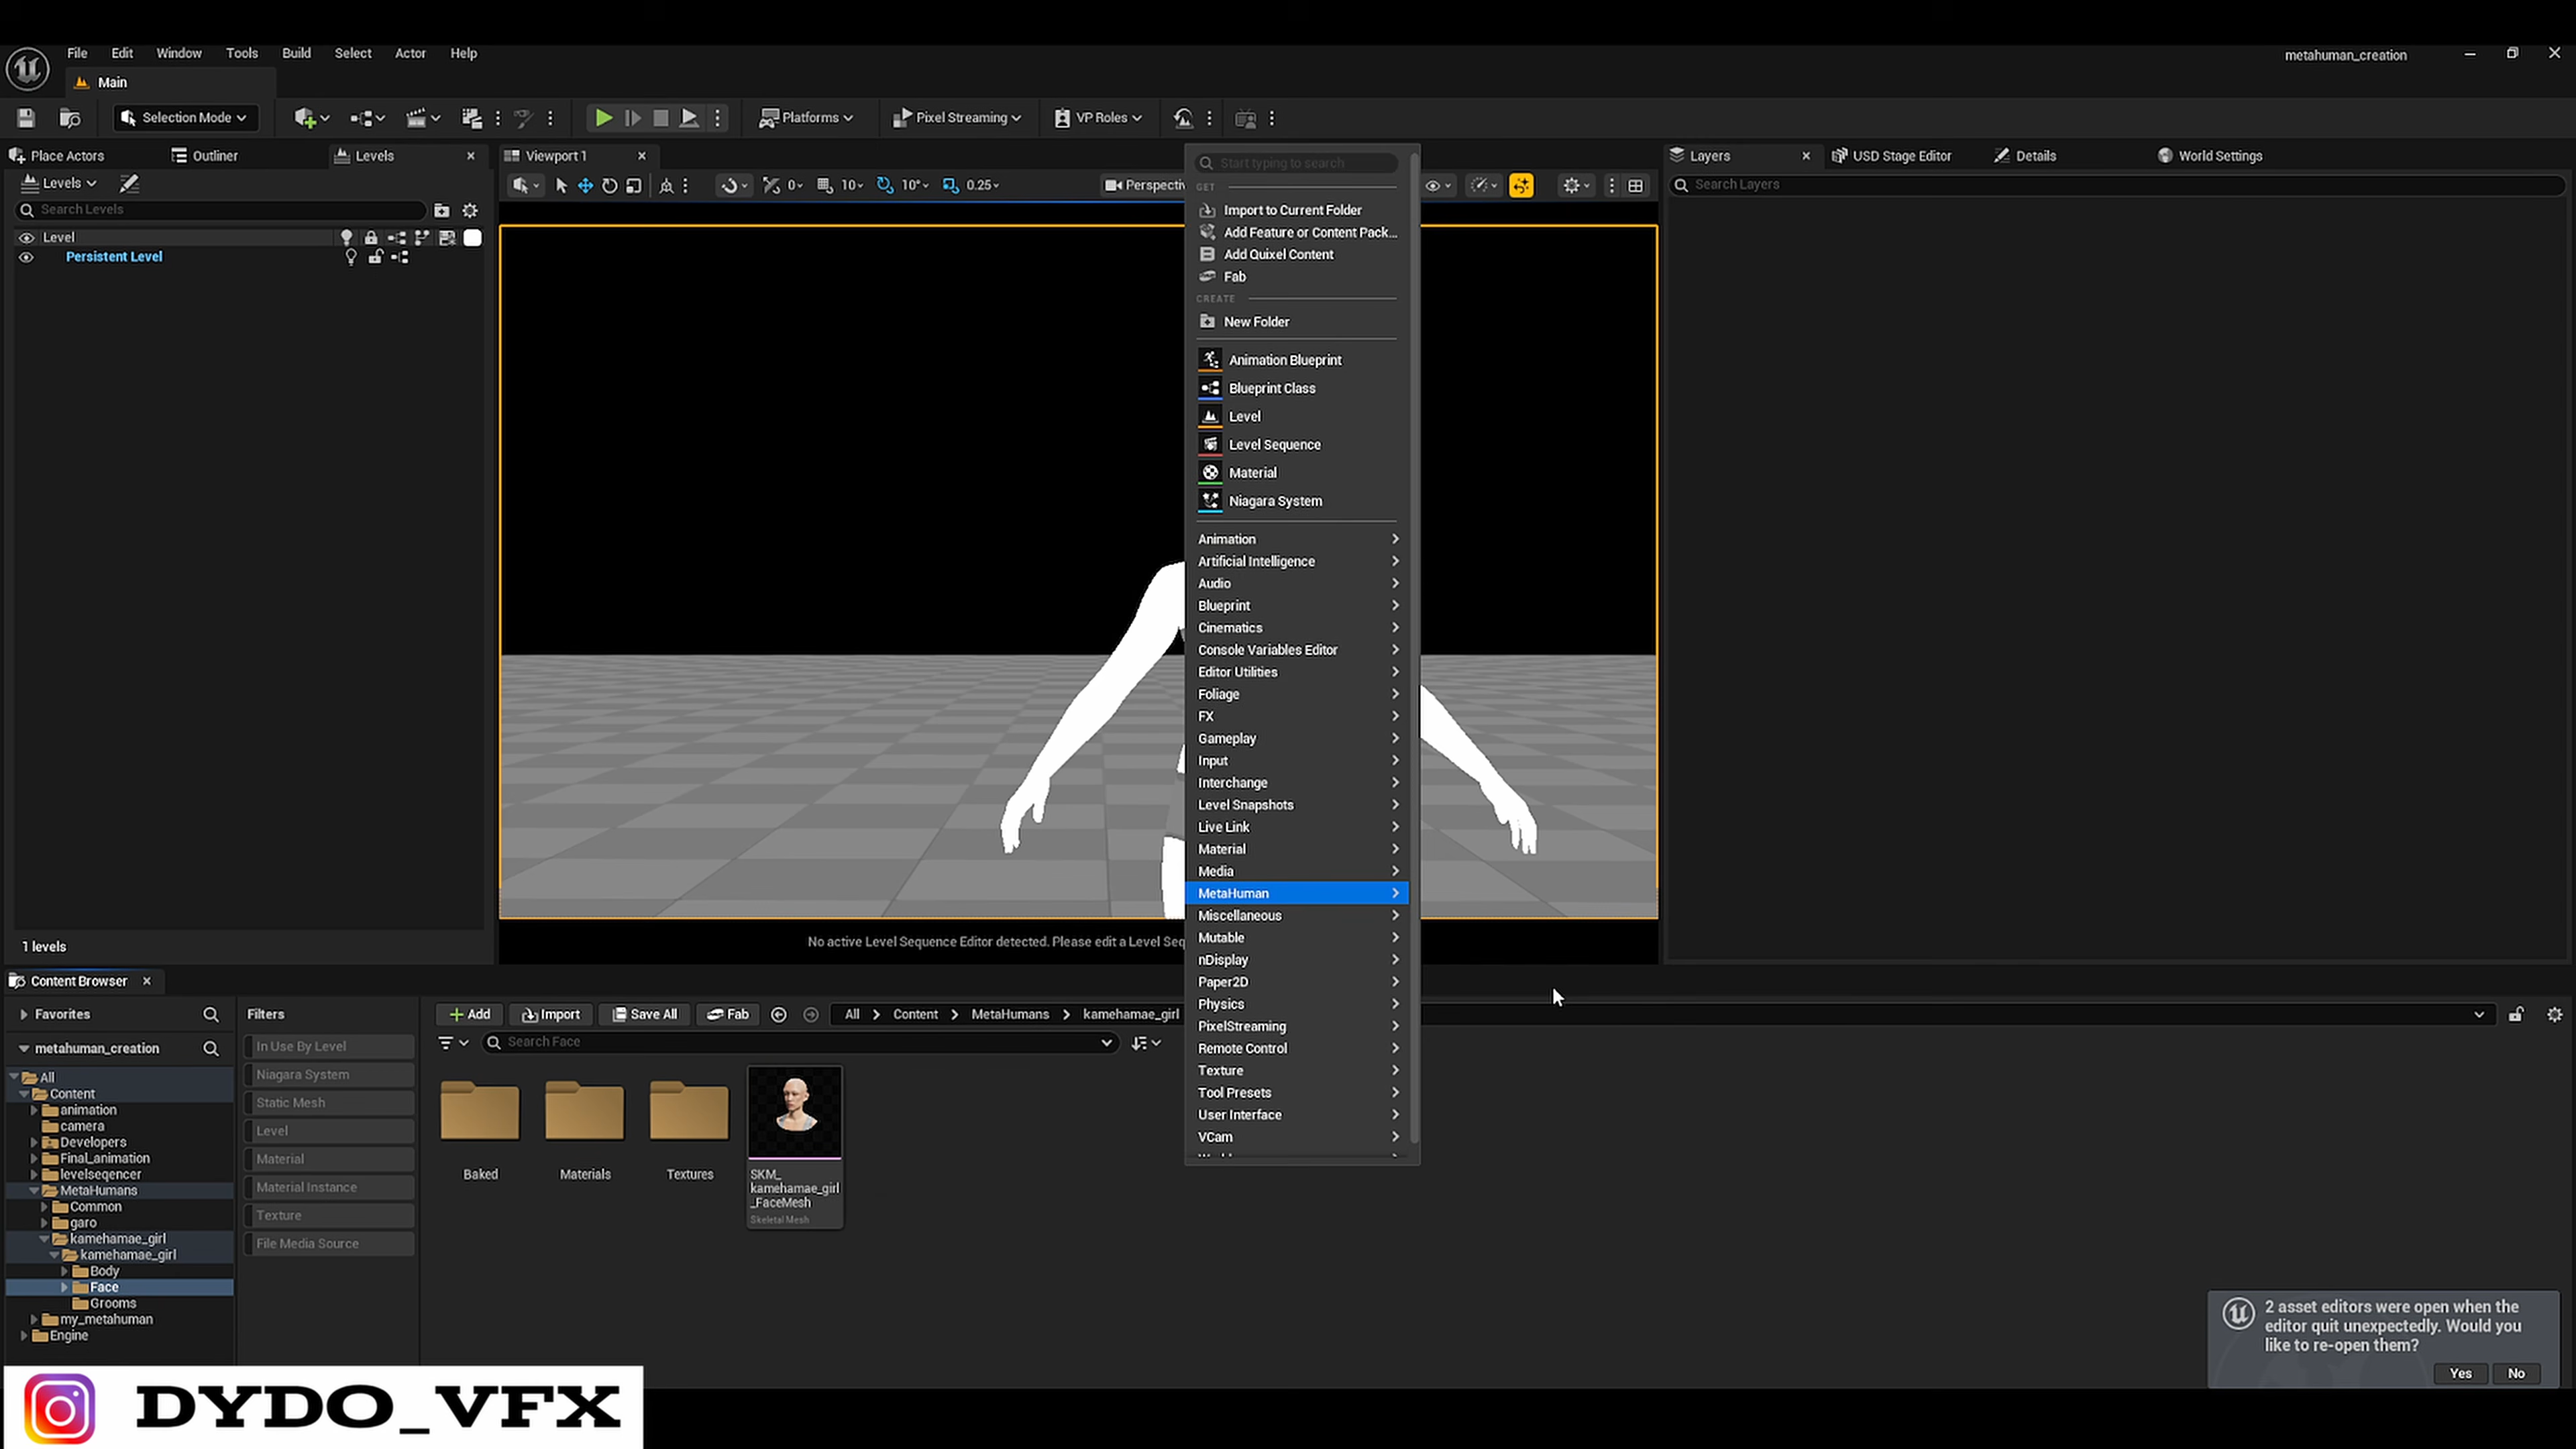 File Edit Window Tools Build Select Actor Help
metahuman_creation
Main
Selection Mode
Platforms
Pixel Streaming
VP Roles
Place Actors
Outliner
Levels
Viewport 1
Layers
USD Stage Editor
Details
World Settings
Levels
0
10
10°
0.25
Search Layers
Search Levels
Level
Persistent Level
1 levels
Start typing to search
GET
Import to Current Folder
Add Feature or Content Pack...
Add Quixel Content
Fab
CREATE
New Folder
Animation Blueprint
Blueprint Class
Level
Level Sequence
Material
Niagara System
Animation
Artificial Intelligence
Audio
Blueprint
Cinematics
Console Variables Editor
Editor Utilities
Foliage
FX
Gameplay
Input
Interchange
Level Snapshots
Live Link
Material
Media
MetaHuman
Miscellaneous
Mutable
nDisplay
Paper2D
Physics
PixelStreaming
Remote Control
Texture
Tool Presets
User Interface
VCam
No active Level Sequence Editor detected. Please edit a Level
Content Browser
Favorites
Filters
Add
Import
Save All
Fab
All > Content > MetaHumans > kamehamae_girl
metahuman_creation
Search Face
All
Content
animation
camera
Developers
Final_animation
levelseqencer
MetaHumans
Common
garo
kamehamae_girl
kamehamae_girl
Body
Face
Grooms
my_metahuman
Engine
In Use By Level
Niagara System
Static Mesh
Level
Material
Material Instance
Texture
File Media Source
Baked
Materials
Textures
SKM_
kamehamae_girl
_FaceMesh
Skeletal Mesh
2 asset editors were open when the
editor quit unexpectedly. Would you
like to re-open them?
Yes No
DYDO_VFX